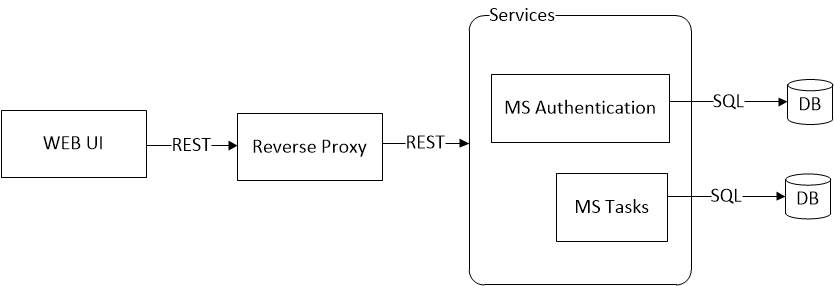 Services
MS Authentication
SQL
DB
WEB UI
REST
Reverse Proxy
REST
MS Tasks
SQL
DB